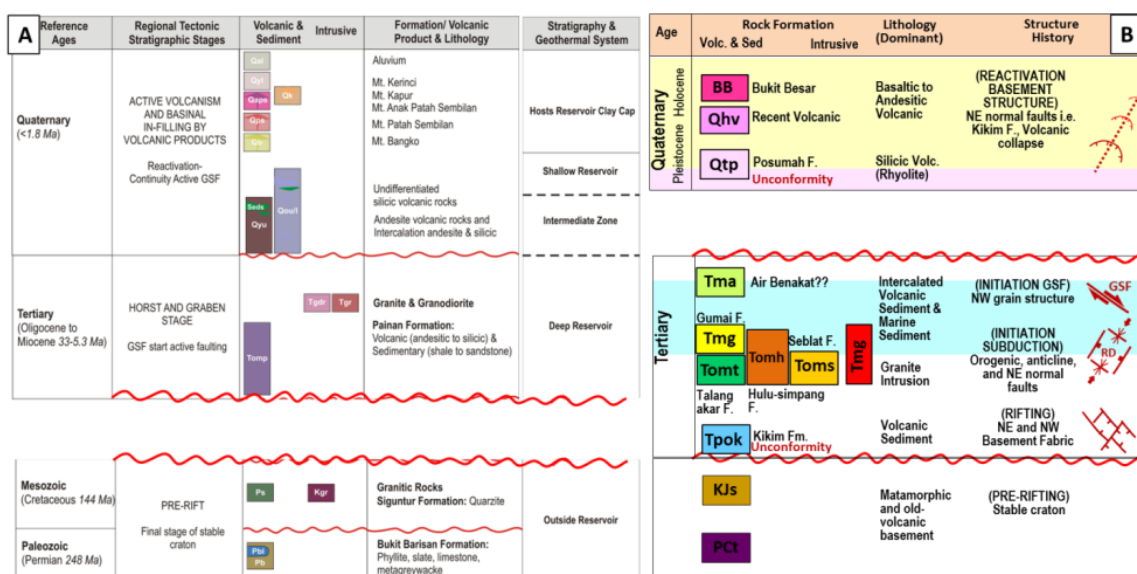 A
Reference Ages
Regional Tectonic Stratigraphic Stages
Volcanic & Sediment
Intrusive
Formation/ Volcanic Product & Lithology
Stratigraphy & Geothermal System
Quaternary
(<1.8 Ma)
ACTIVE VOLCANISM
AND BASINAL
IN-FILLING BY
VOLCANIC PRODUCTS
Reactivation-
Continuity Active GSF
Qal
Qyl
Qk
Qaps
Qps
Qb
Seds
Qyu
Qou/l
Aluvium
Mt. Kerinci
Mt. Kapur
Mt. Anak Patah Sembilan
Mt. Patah Sembilan
Mt. Bangko
Undifferentiated
silicic volcanic rocks
Andesite volcanic rocks and
Intercalation andesite & silicic
Hosts Reservoir Clay Cap
Shallow Reservoir
Intermediate Zone
Tertiary
(Oligocene to
Miocene 33-5.3 Ma)
HORST AND GRABEN
STAGE
GSF start active faulting
Tgdr
Tgr
Tomp
Granite & Granodiorite
Painan Formation:
Volcanic (andesitic to silicic) &
Sedimentary (shale to sandstone)
Deep Reservoir
Mesozoic
(Cretaceous 144 Ma)
Paleozoic
(Permian 248 Ma)
PRE-RIFT
Final stage of stable
craton
Ps
Kgr
Pbl
Pb
Granitic Rocks
Siguntur Formation: Quarzite
Bukit Barisan Formation:
Phyllite, slate, limestone,
metagreywacke
Outside Reservoir
B
Age
Rock Formation
Volc. & Sed
Intrusive
Lithology
(Dominant)
Structure
History
Quaternary
Pleistocene Holocene
BB
Bukit Besar
Qhv
Recent Volcanic
Qtp
Posumah F.
Unconformity
Basaltic to
Andesitic
Volcanic
Silicic Volc.
(Rhyolite)
(REACTIVATION
BASEMENT
STRUCTURE)
NE normal faults i.e.
Kikim F., Volcanic
collapse
Tertiary
Tma
Air Benakat??
Gumai F.
Tmg
Tomt
Tomh
Seblat F.
Toms
Tmg
Talang
akar F.
Hulu-simpang
F.
Tpok
Kikim Fm.
Unconformity
Intercalated
Volcanic
Sediment &
Marine
Sediment
Granite
Intrusion
Volcanic
Sediment
(INITIATION GSF)
NW grain structure
GSF
(INITIATION
SUBDUCTION)
Orogenic, anticline,
and NE normal
faults
RD
(RIFTING)
NE and NW
Basement Fabric
KJs
PCt
Matamorphic
and old-
volcanic
basement
(PRE-RIFTING)
Stable craton